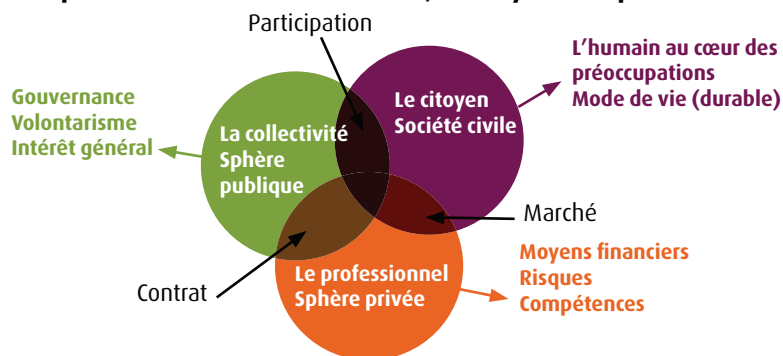 Participation
L'humain au cœur des
préoccupations
Mode de vie (durable)
Gouvernance
Volontarisme
Intérêt général
La collectivité
Sphère
publique
Le citoyen
Société civile
Marché
Contrat
Le professionnel
Sphère privée
Moyens financiers
Risques
Compétences